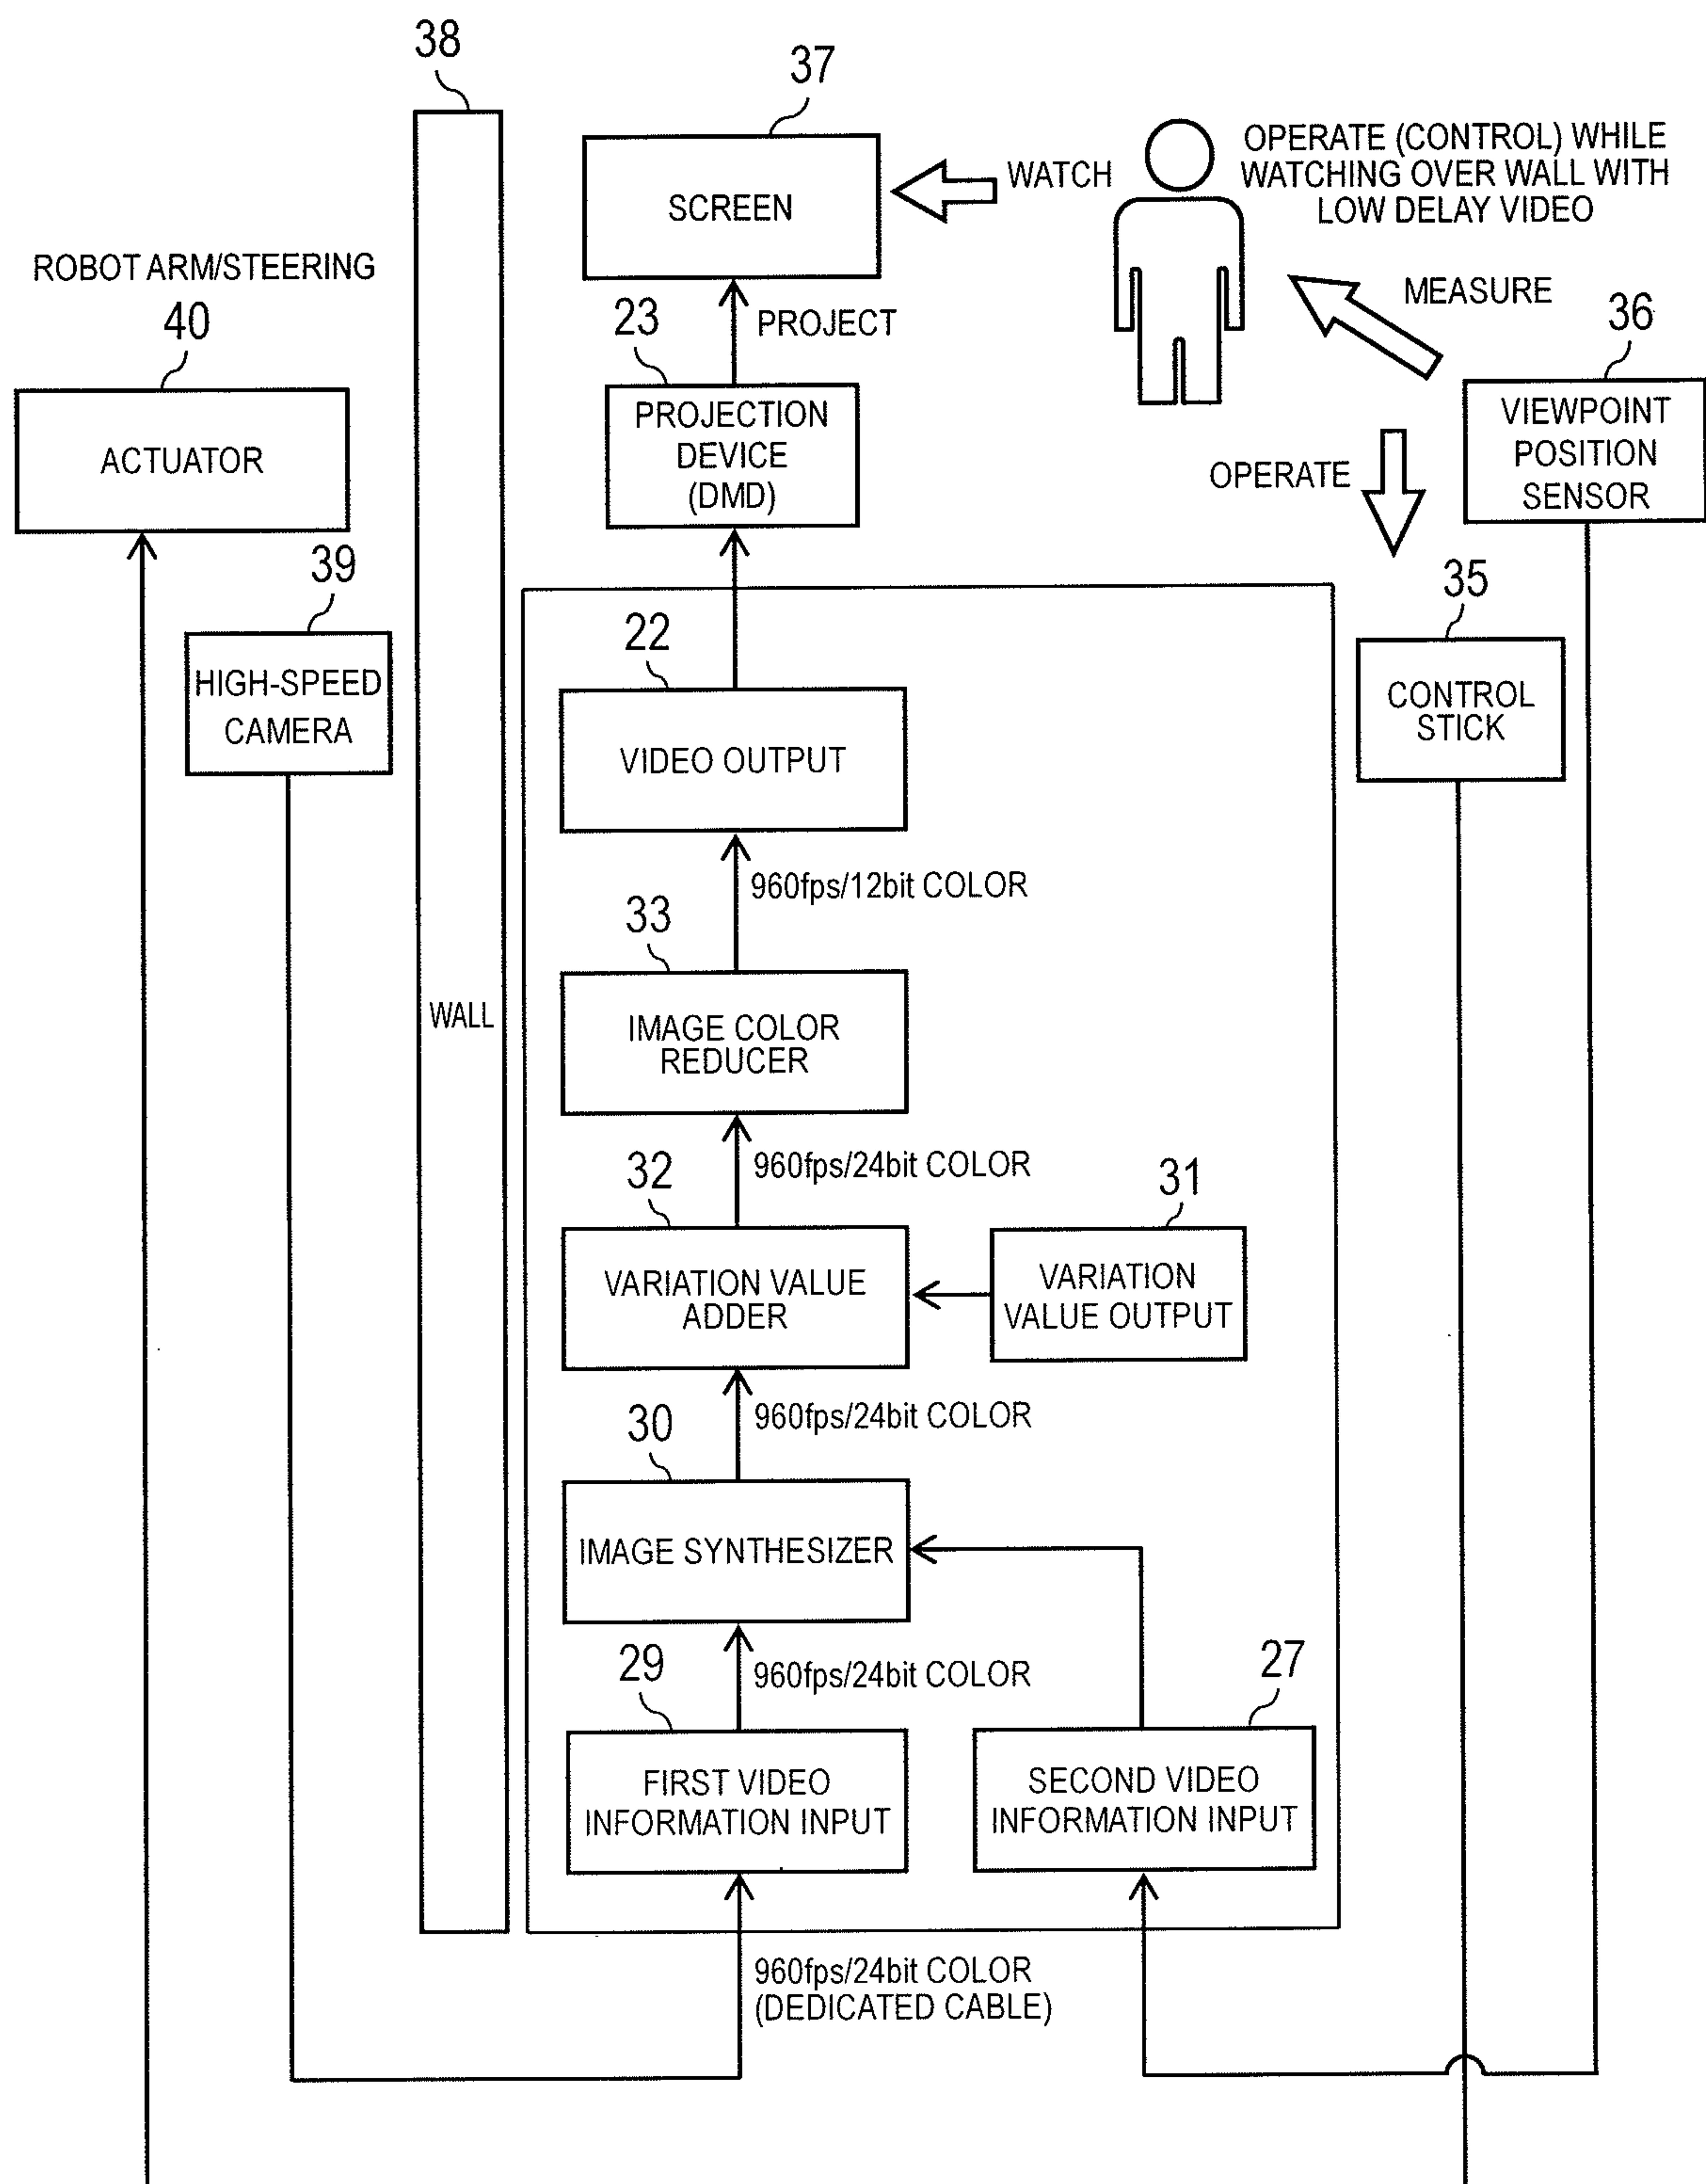 38
37
SCREEN
WATCH
OPERATE (CONTROL) WHILE
WATCHING OVER WALL WITH
LOW DELAY VIDEO
ROBOT ARM/STEERING
40
ACTUATOR
23
PROJECT
PROJECTION
DEVICE
(DMD)
MEASURE
36
VIEWPOINT
POSITION
SENSOR
OPERATE
39
HIGH-SPEED
CAMERA
35
CONTROL
STICK
22
VIDEO OUTPUT
960fps/12bit COLOR
33
WALL
IMAGE COLOR
REDUCER
960fps/24bit COLOR
32
31
VARIATION VALUE
ADDER
VARIATION
VALUE OUTPUT
960fps/24bit COLOR
30
IMAGE SYNTHESIZER
960fps/24bit COLOR
29
27
FIRST VIDEO
INFORMATION INPUT
SECOND VIDEO
INFORMATION INPUT
960fps/24bit COLOR
(DEDICATED CABLE)